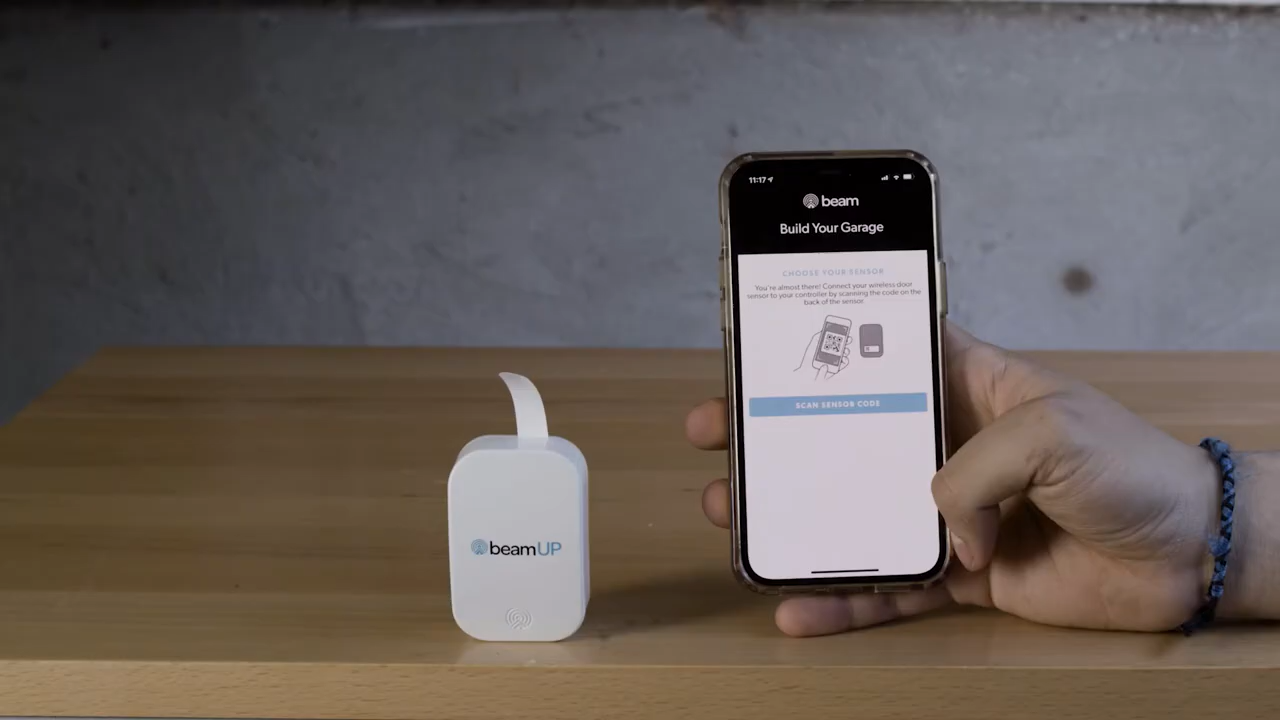 11:17
beam
Build Your Garage
CHOOSE YOUR SENSOR
You're almost there! Connect your wireless door
sensor to your controller by scanning the code on the
back of the sensor.
SCAN SENSOR CODE
beamUP